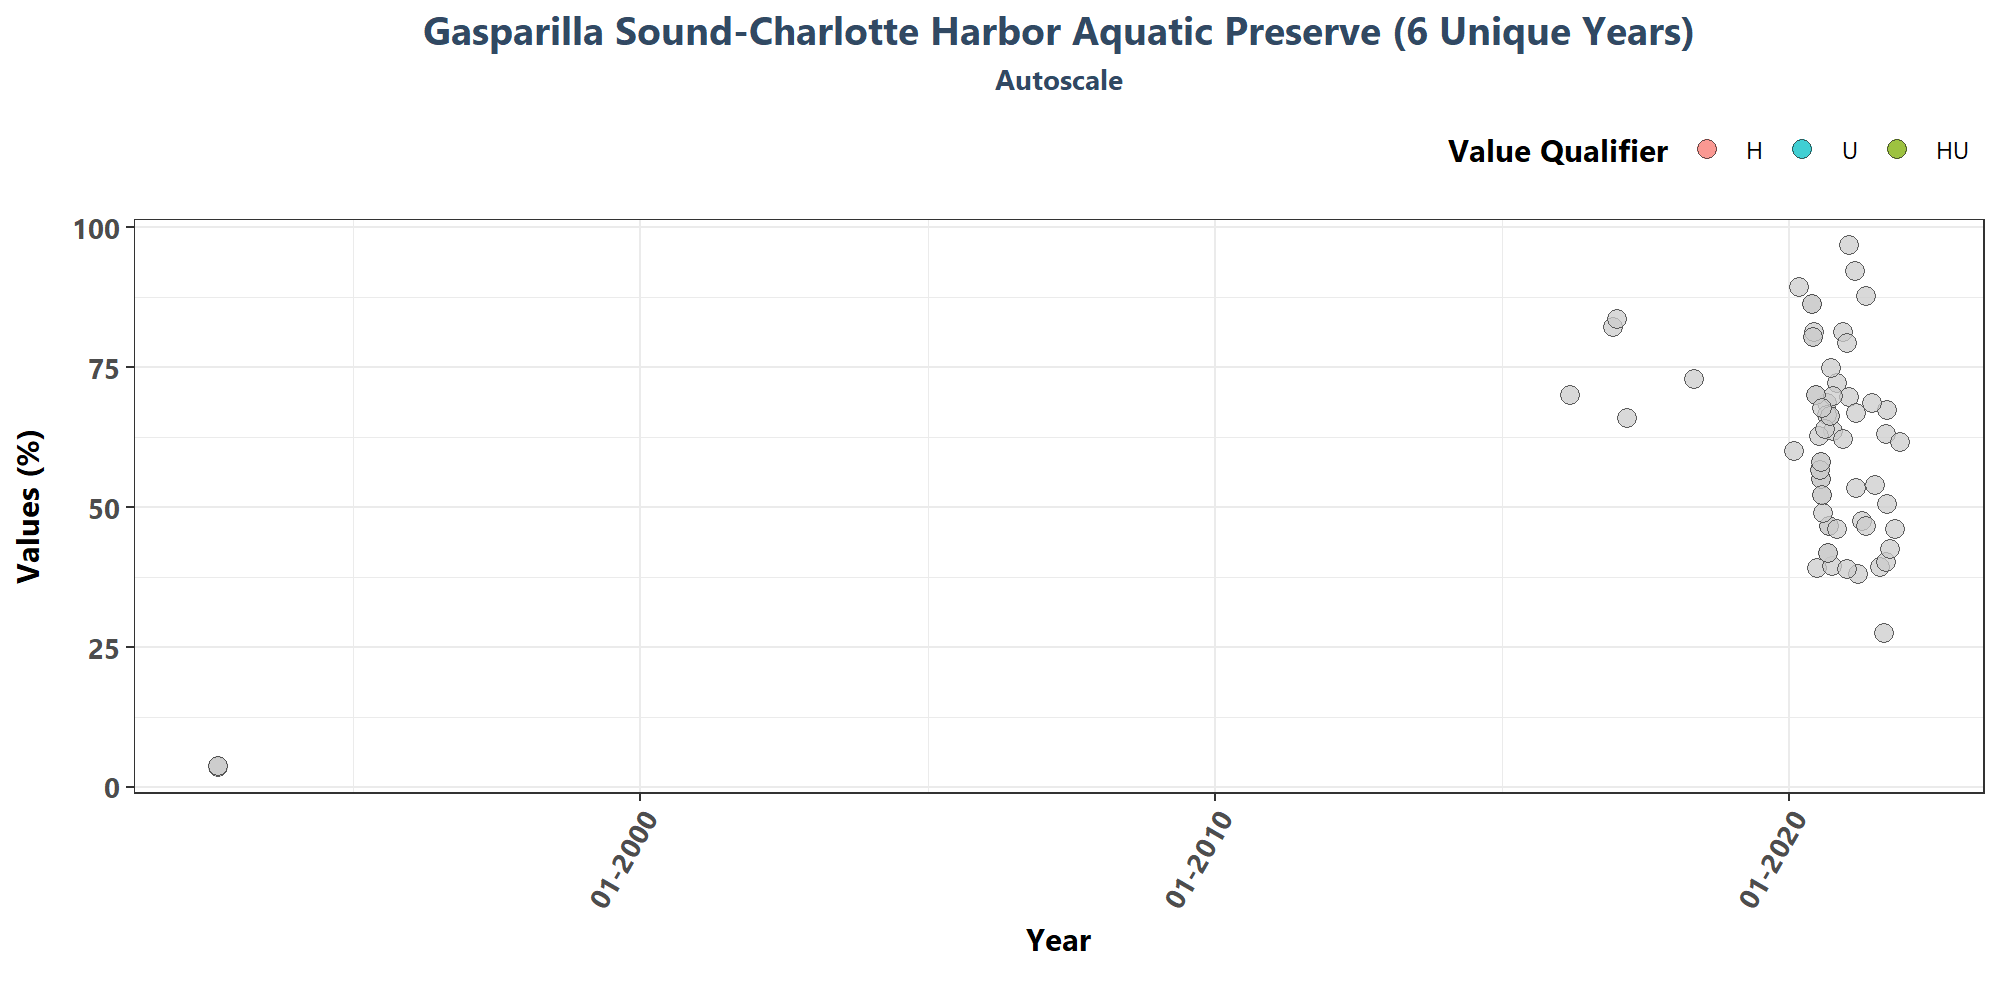 Gasparilla Sound-Charlotte Harbor Aquatic Preserve (6 Unique Years)
Autoscale
Value Qualifier H U HU
Values (%)
100
75
50
25
0
01-2000 01-2010 01-2020
Year